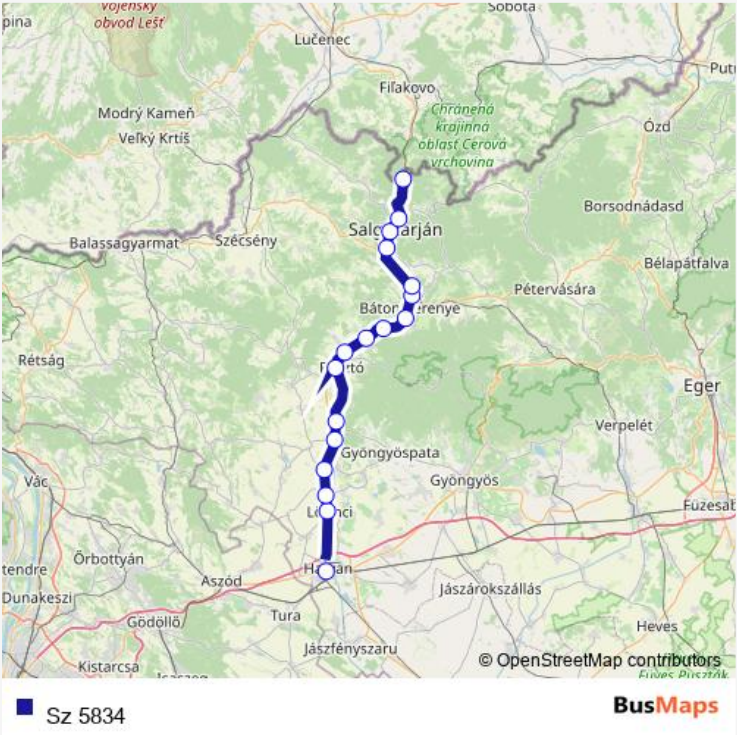 pina
Vojenský
obvod Lešť
Sobota
Lučenec
Putn
Fiľakovo
Modrý Kameň
Chránená
krajinná
oblasť Cerová
vrchovina
Veľký Krtíš
Ózd
Borsodnádasd
Balassagyarmat
Szécsény
Bélapátfalva
Pétervására
Rétság
Eger
Verpelét
Gyöngyöspata
Vác
Gyöngyös
Füzesab
Örbottyán
tendre
Aszód
Dunakeszi
Jászárokszállás
Tura
Gödöllő
Heves
Jászfényszaru
Kistarcsa
© OpenStreetMap contributors
Sz 5834
BusMaps